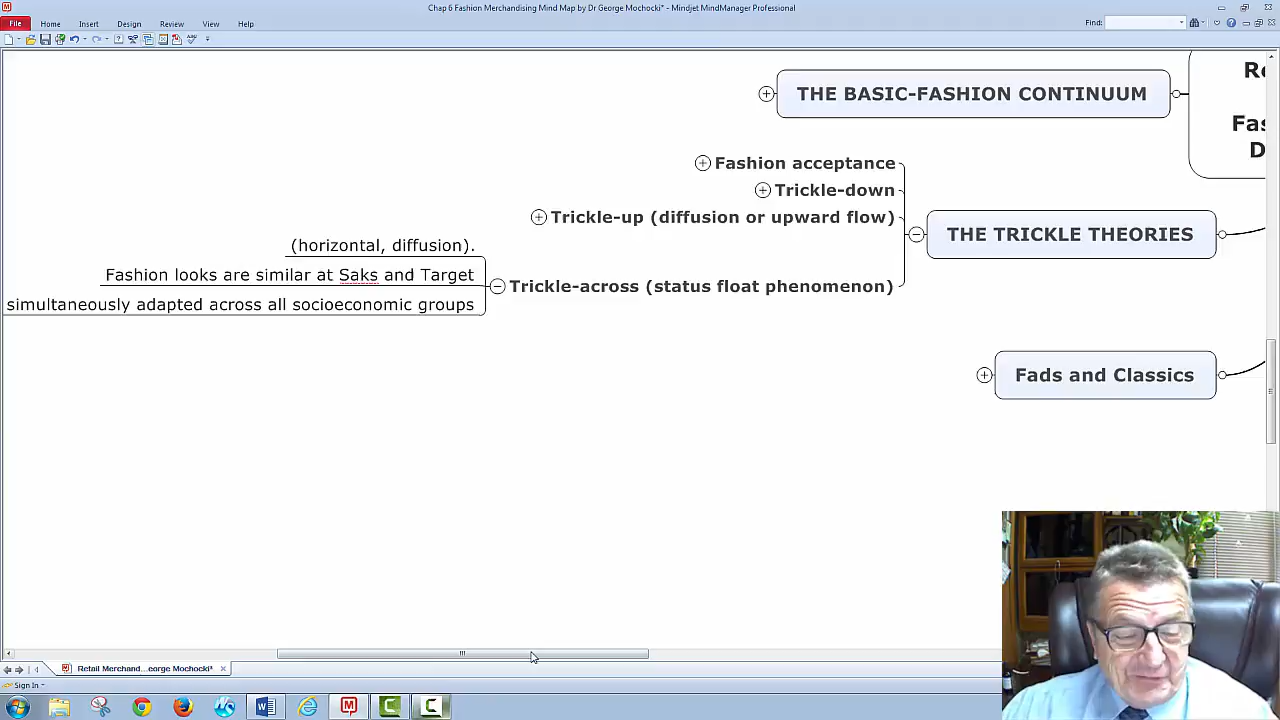 Chap 6 Fashion Merchandising Mind Map by Dr George Mochocki* - Mindjet MindManager Professional
File Home Insert Design Review View Help Find:
THE BASIC-FASHION CONTINUUM
Re
Fas
D
Fashion acceptance
Trickle-down
Trickle-up (diffusion or upward flow)
THE TRICKLE THEORIES
(horizontal, diffusion).
Fashion looks are similar at Saks and Target
simultaneously adapted across all socioeconomic groups
Trickle-across (status float phenomenon)
Fads and Classics
Retail Merchand...eorge Mochocki*
Sign In